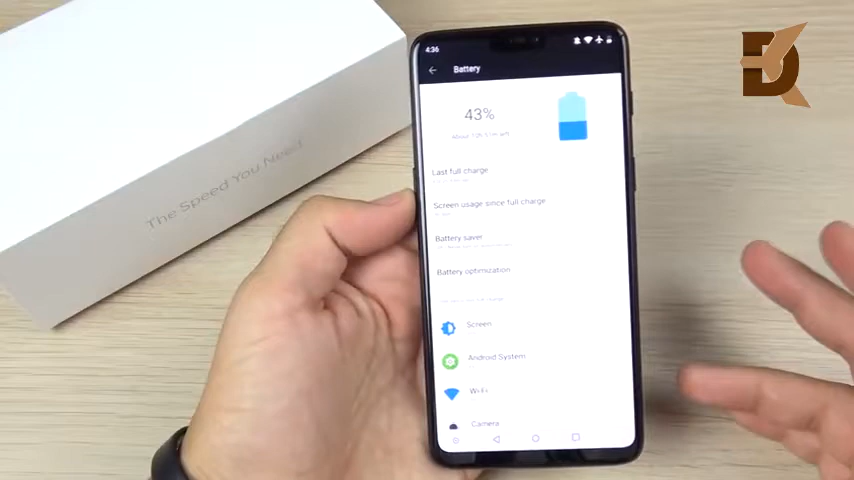 4:36
Battery
43%
Last full charge
Screen usage since full charge
Battery saver
Battery optimization
Screen
Android System
Wi-Fi
Camera
The Speed You Need
DK